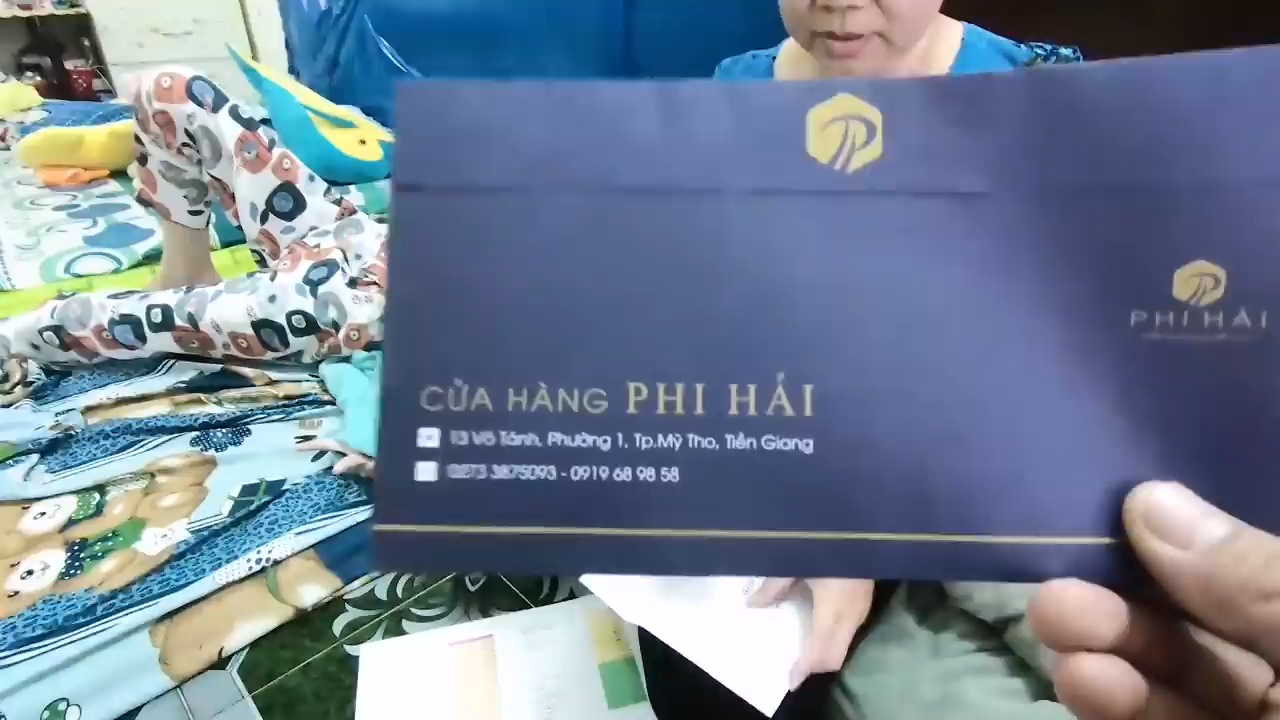 PHI HẢI
CỬA HÀNG PHI HẢI
13 Võ Tánh, Phường 1, Tp.Mỹ Tho, Tiền Giang
0273 3875093 - 0919 68 98 58